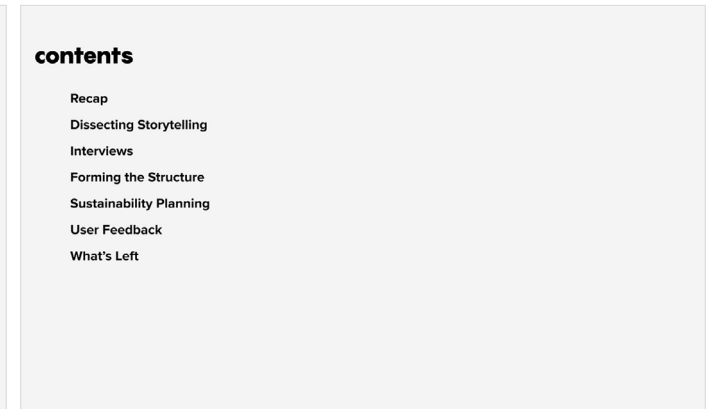 contents
Recap
Dissecting Storytelling
Interviews
Forming the Structure
Sustainability Planning
User Feedback
What's Left